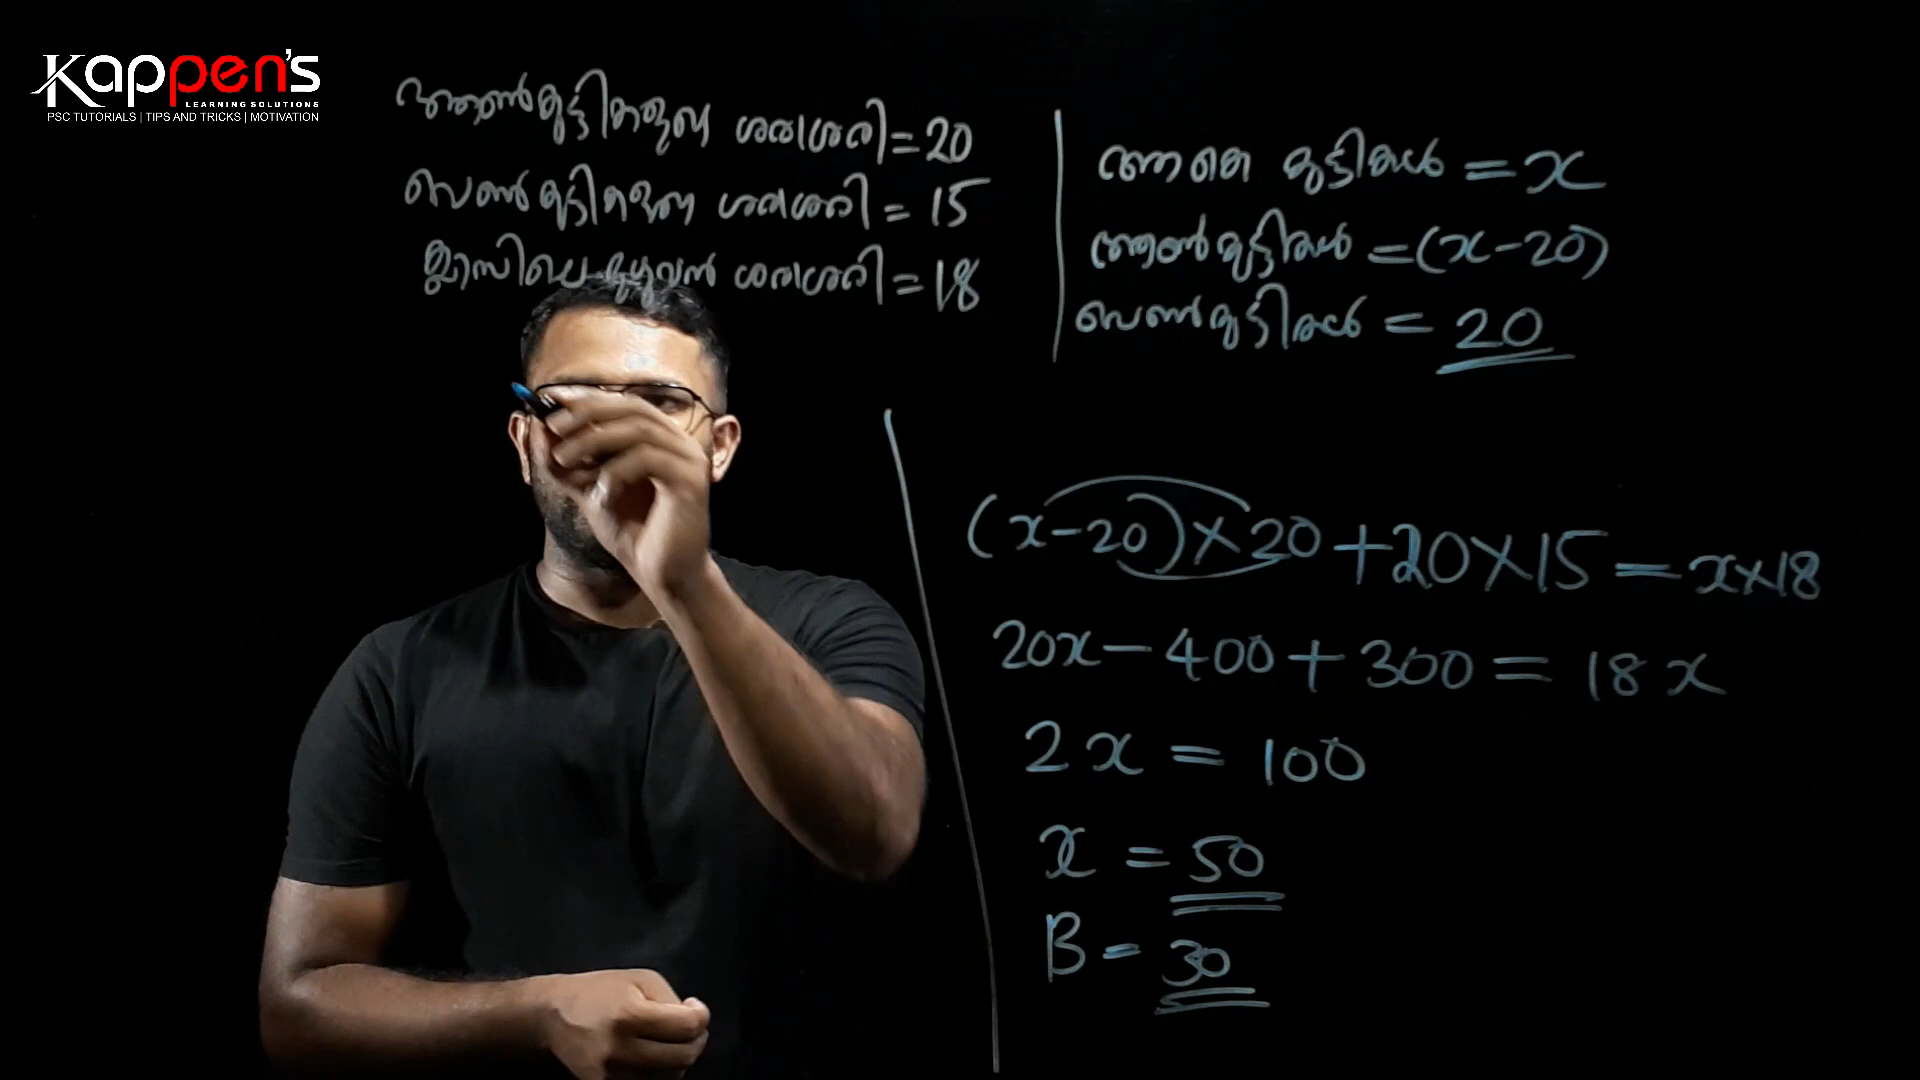 Kappen's
LEARNING SOLUTIONS
PSC TUTORIALS | TIPS AND TRICKS | MOTIVATION
ആൺകുട്ടികളുടെ ശരാശരി = 20
പെൺകുട്ടികളുടെ ശരാശരി = 15
ക്ലാസിലെ മുഴുവൻ ശരാശരി = 18
ആകെ കുട്ടികൾ = x
ആൺകുട്ടികൾ = (x-20)
പെൺകുട്ടികൾ = 20
(x-20)×20+20×15=x×18
20x-400+300=18x
2x=100
x=50
B=30